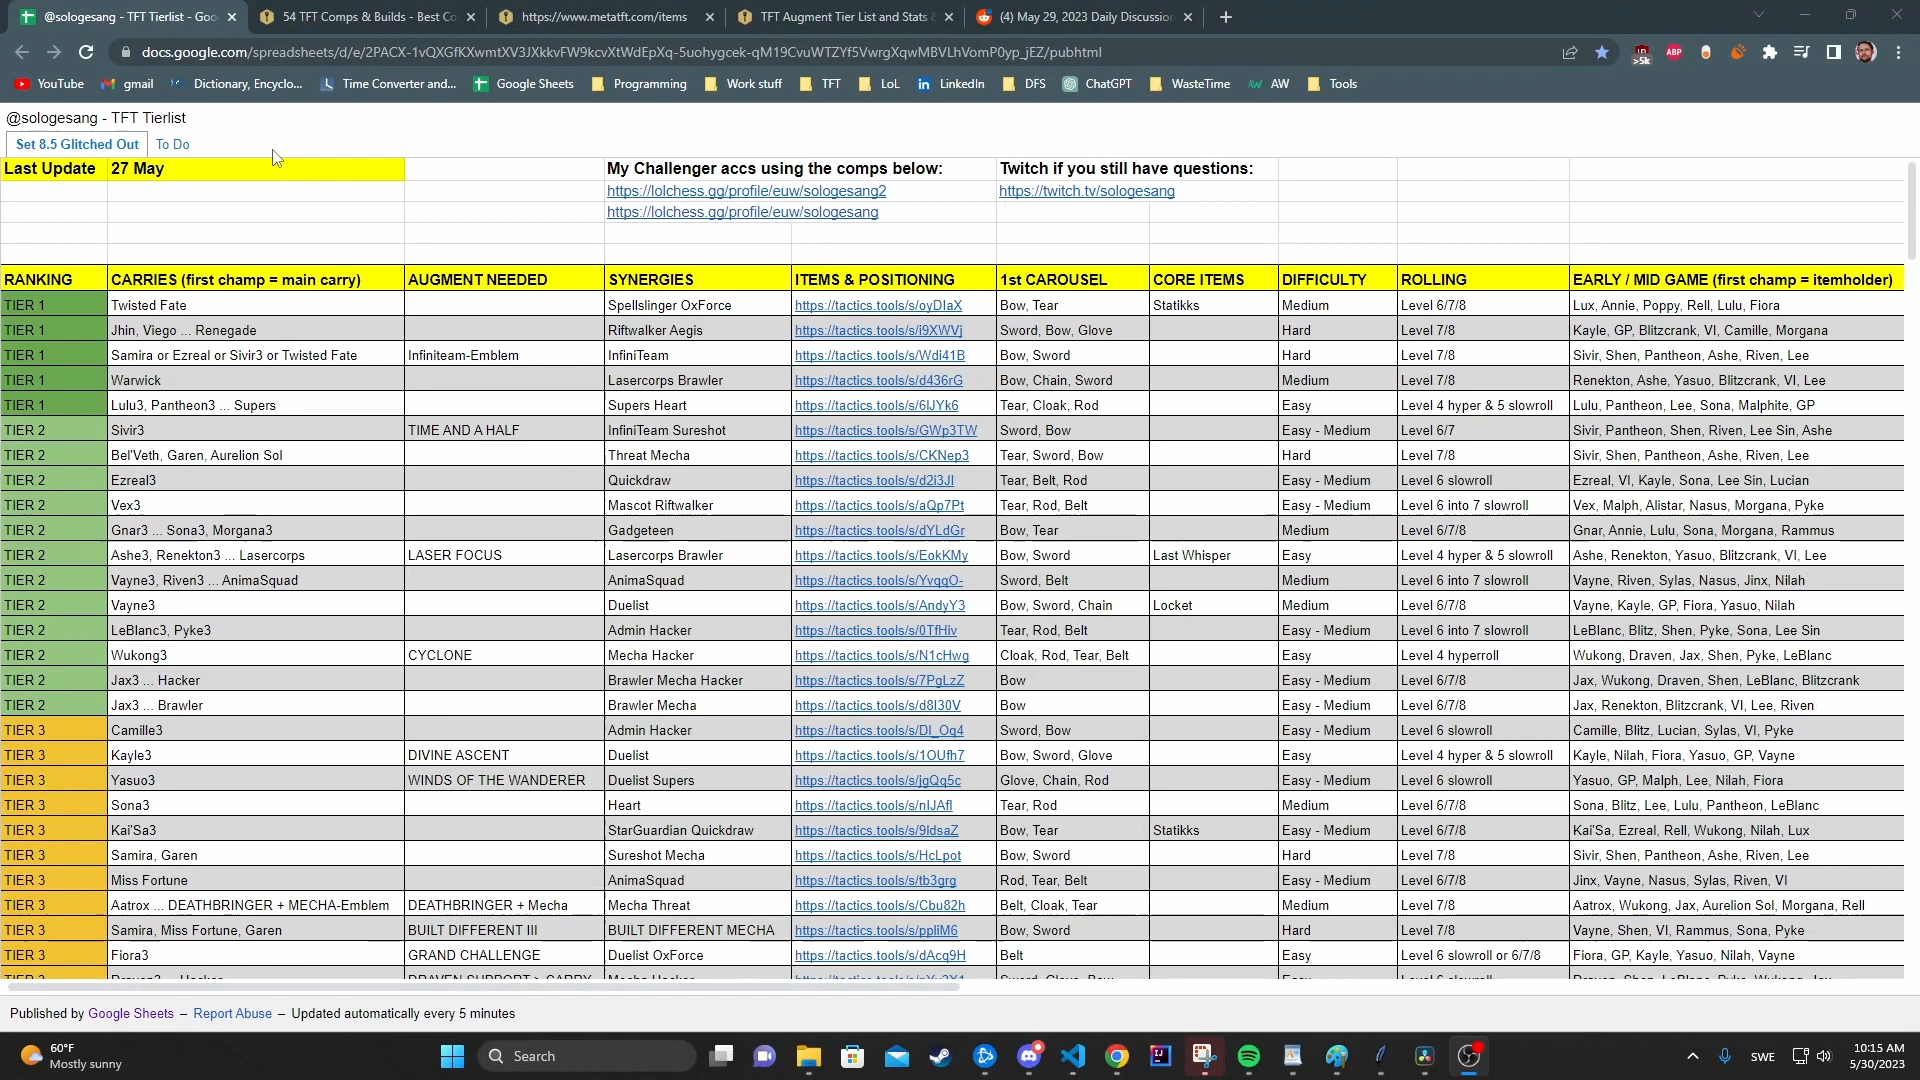 @sologesang - TFT Tierlist - Goo
54 TFT Comps & Builds - Best Co
https://www.metatft.com/items
TFT Augment Tier List and Stats
(4) May 29, 2023 Daily Discussion
docs.google.com/spreadsheets/d/e/2PACX-1vQXGfKXwmtXV3JXkkvFW9kcvXtWdEpXq-5uohygcek-qM19CvuWTZYf5VwrgXqwMBVLhVomP0yp_jEZ/pubhtml
>5k
ABP
YouTube gmail Dictionary, Encyclo... Time Converter and... Google Sheets Programming Work stuff TFT LoL LinkedIn DFS ChatGPT WasteTime AW Tools
@sologesang - TFT Tierlist
Set 8.5 Glitched Out To Do
Last Update 27 May My Challenger accs using the comps below: Twitch if you still have questions:
https://lolchess.gg/profile/euw/sologesang2 https://twitch.tv/sologesang
https://lolchess.gg/profile/euw/sologesang
RANKING CARRIES (first champ = main carry) AUGMENT NEEDED SYNERGIES ITEMS & POSITIONING 1st CAROUSEL CORE ITEMS DIFFICULTY ROLLING EARLY / MID GAME (first champ = itemholder)
TIER 1 Twisted Fate Spellslinger OxForce https://tactics.tools/s/oyDIaX Bow, Tear Statikks Medium Level 6/7/8 Lux, Annie, Poppy, Rell, Lulu, Fiora
TIER 1 Jhin, Viego ... Renegade Riftwalker Aegis https://tactics.tools/s/i9XWVj Sword, Bow, Glove Hard Level 7/8 Kayle, GP, Blitzcrank, VI, Camille, Morgana
TIER 1 Samira or Ezreal or Sivir3 or Twisted Fate Infiniteam-Emblem InfiniTeam https://tactics.tools/s/Wdi41B Bow, Sword Hard Level 7/8 Sivir, Shen, Pantheon, Ashe, Riven, Lee
TIER 1 Warwick Lasercorps Brawler https://tactics.tools/s/d436rG Bow, Chain, Sword Medium Level 7/8 Renekton, Ashe, Yasuo, Blitzcrank, VI, Lee
TIER 1 Lulu3, Pantheon3 ... Supers Supers Heart https://tactics.tools/s/6IJYk6 Tear, Cloak, Rod Easy Level 4 hyper & 5 slowroll Lulu, Pantheon, Lee, Sona, Malphite, GP
TIER 2 Sivir3 TIME AND A HALF InfiniTeam Sureshot https://tactics.tools/s/GWp3TW Sword, Bow Easy - Medium Level 6/7 Sivir, Pantheon, Shen, Riven, Lee Sin, Ashe
TIER 2 Bel'Veth, Garen, Aurelion Sol Threat Mecha https://tactics.tools/s/CKNep3 Tear, Sword, Bow Hard Level 7/8 Sivir, Shen, Pantheon, Ashe, Riven, Lee
TIER 2 Ezreal3 Quickdraw https://tactics.tools/s/d2i3JI Tear, Belt, Rod Easy - Medium Level 6 slowroll Ezreal, VI, Kayle, Sona, Lee Sin, Lucian
TIER 2 Vex3 Mascot Riftwalker https://tactics.tools/s/aQp7Pt Tear, Rod, Belt Easy - Medium Level 6 into 7 slowroll Vex, Malph, Alistar, Nasus, Morgana, Pyke
TIER 2 Gnar3 ... Sona3, Morgana3 Gadgeteen https://tactics.tools/s/dYLdGr Bow, Tear Medium Level 6/7/8 Gnar, Annie, Lulu, Sona, Morgana, Rammus
TIER 2 Ashe3, Renekton3 ... Lasercorps LASER FOCUS Lasercorps Brawler https://tactics.tools/s/EokKMy Bow, Sword Last Whisper Easy Level 4 hyper & 5 slowroll Ashe, Renekton, Yasuo, Blitzcrank, VI, Lee
TIER 2 Vayne3, Riven3 ... AnimaSquad AnimaSquad https://tactics.tools/s/YvqqO- Sword, Belt Medium Level 6 into 7 slowroll Vayne, Riven, Sylas, Nasus, Jinx, Nilah
TIER 2 Vayne3 Duelist https://tactics.tools/s/AndyY3 Bow, Sword, Chain Locket Medium Level 6/7/8 Vayne, Kayle, GP, Fiora, Yasuo, Nilah
TIER 2 LeBlanc3, Pyke3 Admin Hacker https://tactics.tools/s/0TfHiv Tear, Rod, Belt Easy - Medium Level 6 into 7 slowroll LeBlanc, Blitz, Shen, Pyke, Sona, Lee Sin
TIER 2 Wukong3 CYCLONE Mecha Hacker https://tactics.tools/s/N1cHwg Cloak, Rod, Tear, Belt Easy Level 4 hyperroll Wukong, Draven, Jax, Shen, Pyke, LeBlanc
TIER 2 Jax3 ... Hacker Brawler Mecha Hacker https://tactics.tools/s/7PgLzZ Bow Easy - Medium Level 6/7/8 Jax, Wukong, Draven, Shen, LeBlanc, Blitzcrank
TIER 2 Jax3 ... Brawler Brawler Mecha https://tactics.tools/s/d8I30V Bow Easy - Medium Level 6/7/8 Jax, Renekton, Blitzcrank, VI, Lee, Riven
TIER 3 Camille3 Admin Hacker https://tactics.tools/s/DI_Oq4 Sword, Bow Easy - Medium Level 6 slowroll Camille, Blitz, Lucian, Sylas, VI, Pyke
TIER 3 Kayle3 DIVINE ASCENT Duelist https://tactics.tools/s/1OUfh7 Bow, Sword, Glove Easy Level 4 hyper & 5 slowroll Kayle, Nilah, Fiora, Yasuo, GP, Vayne
TIER 3 Yasuo3 WINDS OF THE WANDERER Duelist Supers https://tactics.tools/s/jgQq5c Glove, Chain, Rod Easy - Medium Level 6 slowroll Yasuo, GP, Malph, Lee, Nilah, Fiora
TIER 3 Sona3 Heart https://tactics.tools/s/nIJAfI Tear, Rod Medium Level 6/7/8 Sona, Blitz, Lee, Lulu, Pantheon, LeBlanc
TIER 3 Kai'Sa3 StarGuardian Quickdraw https://tactics.tools/s/9ldsaZ Bow, Tear Statikks Easy - Medium Level 6/7/8 Kai'Sa, Ezreal, Rell, Wukong, Nilah, Lux
TIER 3 Samira, Garen Sureshot Mecha https://tactics.tools/s/HcLpot Bow, Sword Hard Level 7/8 Sivir, Shen, Pantheon, Ashe, Riven, Lee
TIER 3 Miss Fortune AnimaSquad https://tactics.tools/s/tb3grg Rod, Tear, Belt Easy - Medium Level 6/7/8 Jinx, Vayne, Nasus, Sylas, Riven, VI
TIER 3 Aatrox ... DEATHBRINGER + MECHA-Emblem DEATHBRINGER + Mecha Mecha Threat https://tactics.tools/s/Cbu82h Belt, Cloak, Tear Medium Level 7/8 Aatrox, Wukong, Jax, Aurelion Sol, Morgana, Rell
TIER 3 Samira, Miss Fortune, Garen BUILT DIFFERENT III BUILT DIFFERENT MECHA https://tactics.tools/s/ppIiM6 Bow, Sword Hard Level 7/8 Vayne, Shen, VI, Rammus, Sona, Pyke
TIER 3 Fiora3 GRAND CHALLENGE Duelist OxForce https://tactics.tools/s/dAcq9H Belt Easy Level 6 slowroll or 6/7/8 Fiora, GP, Kayle, Yasuo, Nilah, Vayne
Published by Google Sheets – Report Abuse – Updated automatically every 5 minutes
60°F
Mostly sunny
Search
SWE
10:15 AM
5/30/2023